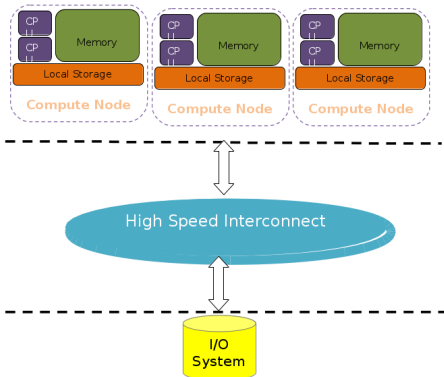 CP
U
Memory
CP
U
Local Storage
Compute Node
CP
U
Memory
CP
U
Local Storage
Compute Node
CP
U
Memory
CP
U
Local Storage
Compute Node
High Speed Interconnect
I/O
System